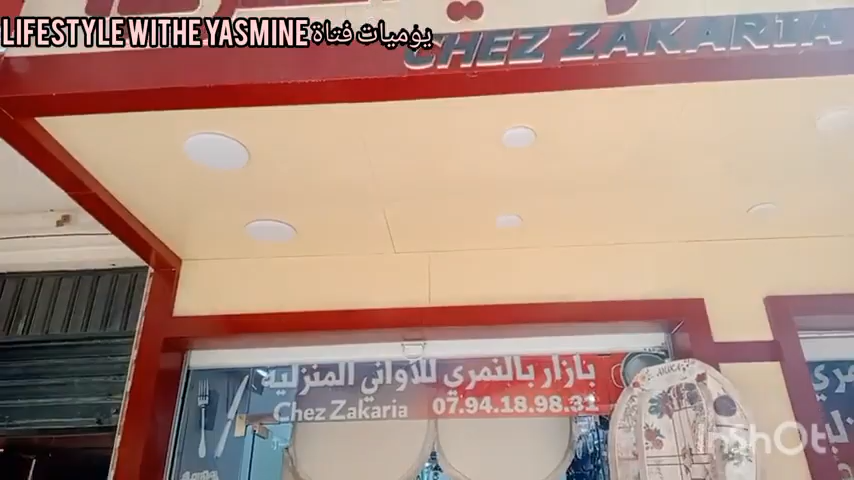 LIFESTYLE WITHE YASMINE يوميات فتاة
CHEZ ZAKARIA
بازار بالنمري للأواني المنزلية
Chez Zakaria 07.94.18.98.31
InShOt